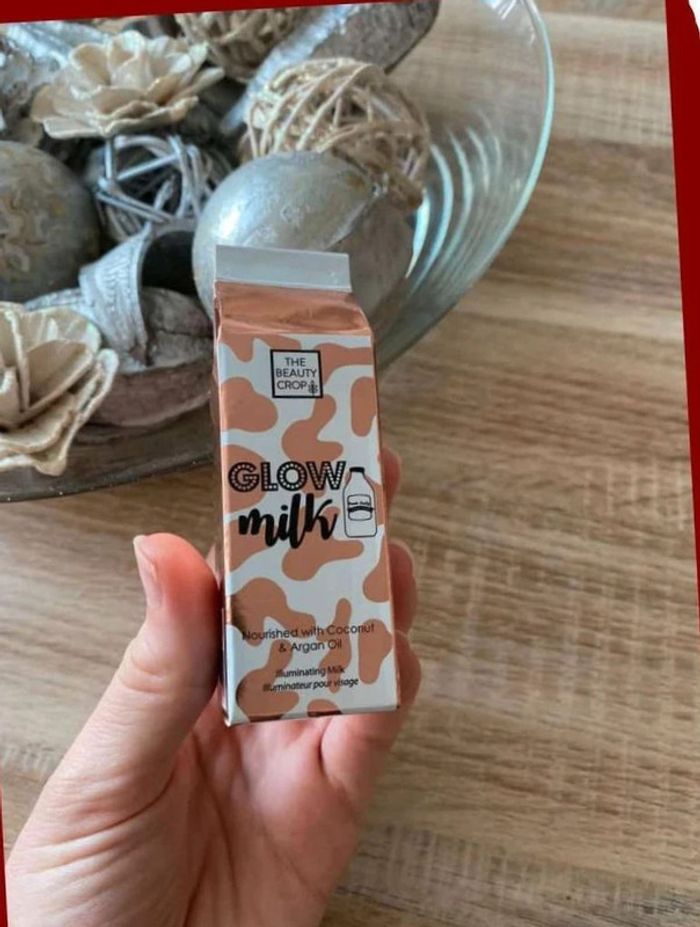 THE
BEAUTY
CROP
GLOW
milk
Nourished with Coconut
& Argan Oil
Illuminating Milk
Illuminateur pour visage